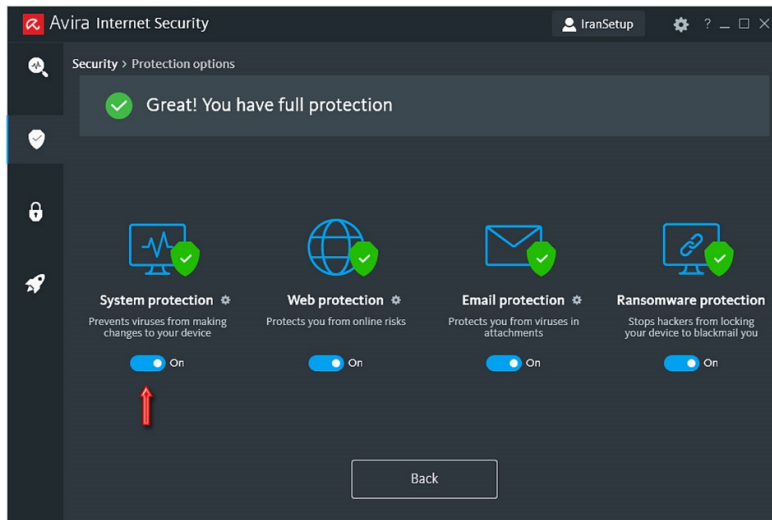 Avira Internet Security
IranSetup
?
Security > Protection options
Great! You have full protection
System protection
Prevents viruses from making
changes to your device
On
Web protection
Protects you from online risks
On
Email protection
Protects you from viruses in
attachments
On
Ransomware protection
Stops hackers from locking
your device to blackmail you
On
Back